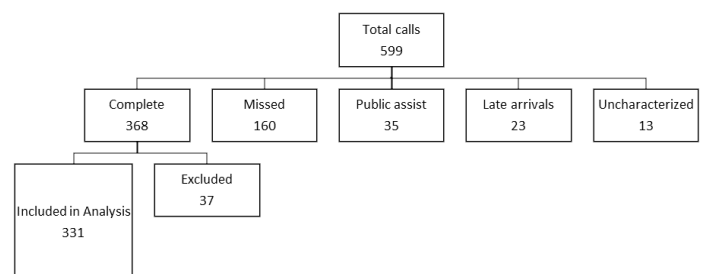 Total calls
599
Complete
368
Missed
160
Public assist
35
Late arrivals
23
Uncharacterized
13
Included in Analysis
331
Excluded
37